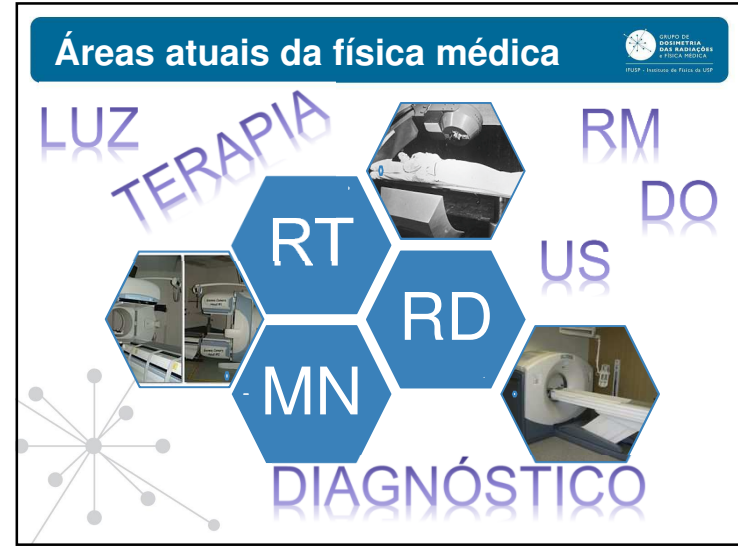 Áreas atuais da física médica
GRUPO DE
DOSIMETRIA
DAS RADIAÇÕES
e FÍSICA MÉDICA
IFUSP - Instituto de Física da USP
LUZ
TERAPIA
RM
DO
US
RT
RD
MN
DIAGNÓSTICO